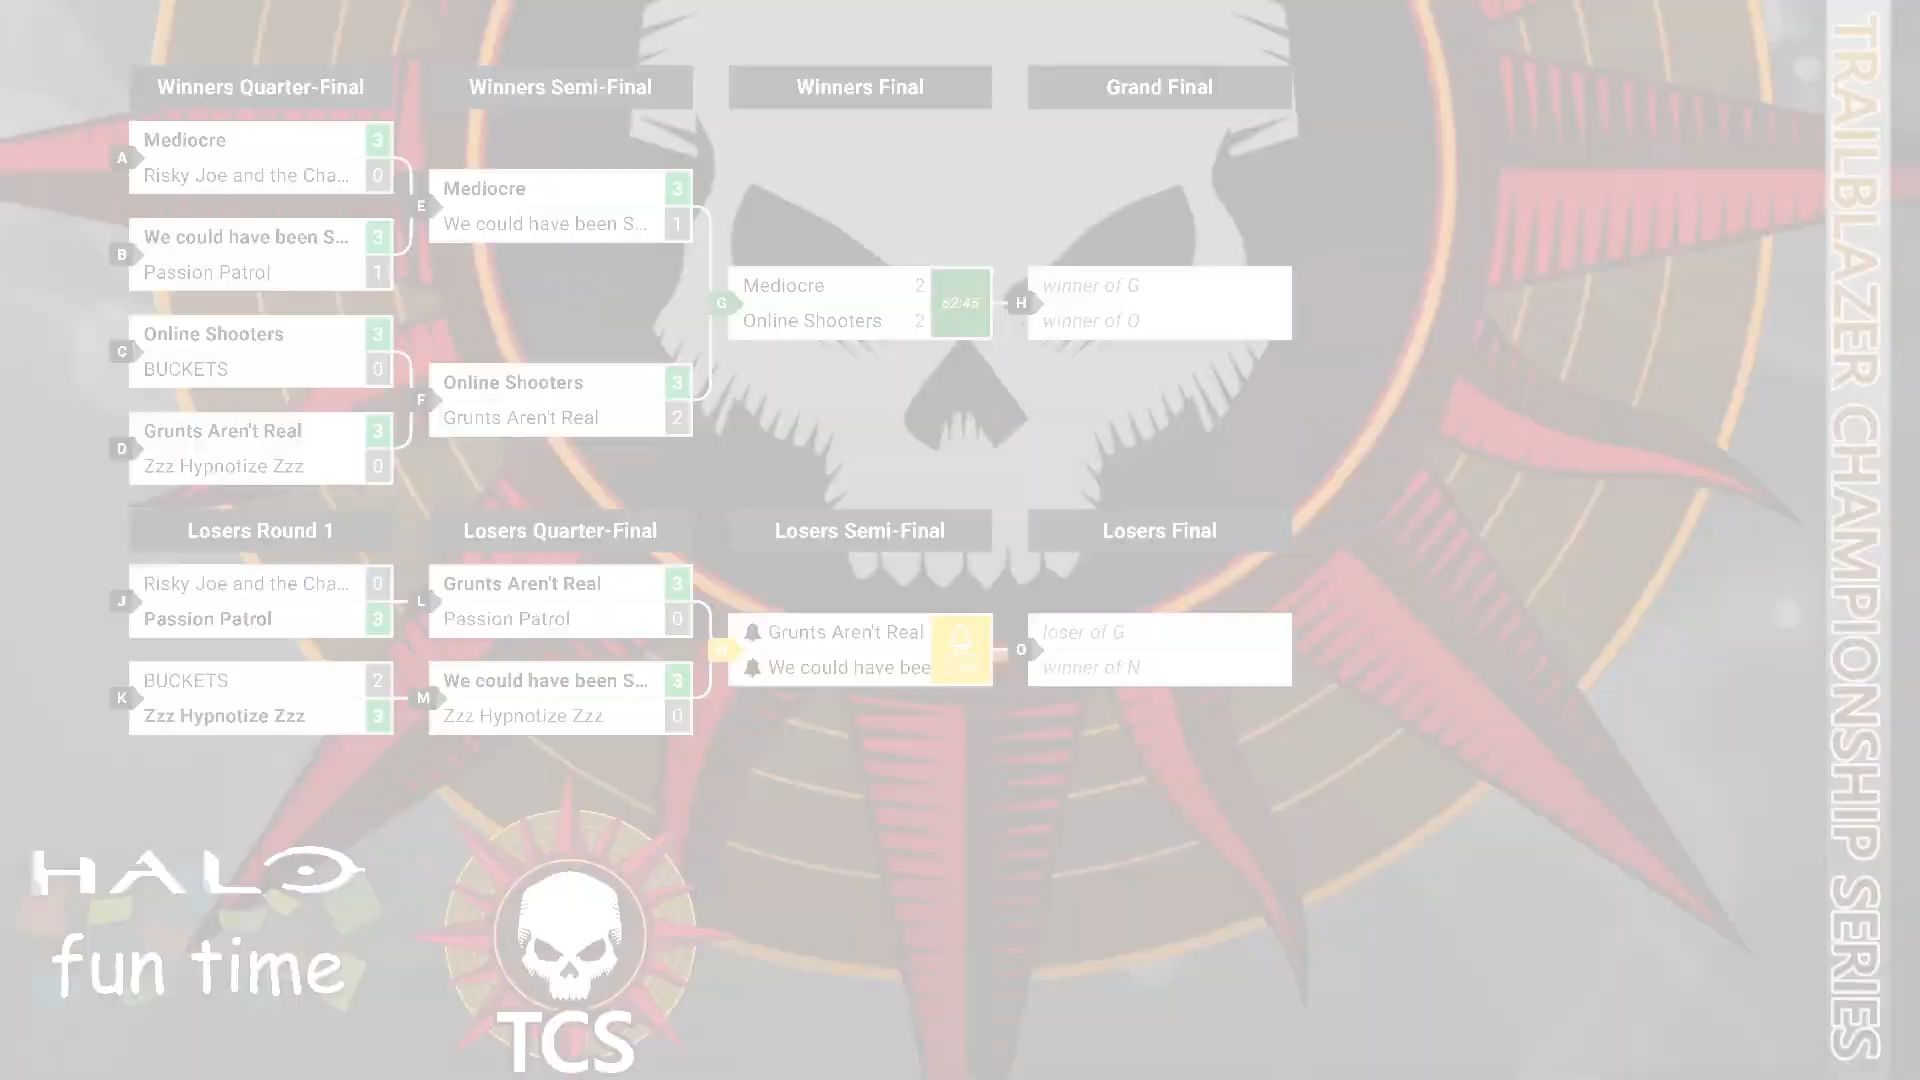 Winners Quarter-Final
Winners Semi-Final
Winners Final
Grand Final
A
Mediocre 3
Risky Joe and the Cha... 0
B
We could have been S... 3
Passion Patrol 1
C
Online Shooters 3
BUCKETS 0
D
Grunts Aren't Real 3
Zzz Hypnotize Zzz 0
E
Mediocre 3
We could have been S... 1
F
Online Shooters 3
Grunts Aren't Real 2
G
Mediocre 2
Online Shooters 2
62:45
H
winner of G
winner of O
Losers Round 1
Losers Quarter-Final
Losers Semi-Final
Losers Final
J
Risky Joe and the Cha... 0
Passion Patrol 3
K
BUCKETS 2
Zzz Hypnotize Zzz 3
L
Grunts Aren't Real 3
Passion Patrol 0
M
We could have been S... 3
Zzz Hypnotize Zzz 0
Grunts Aren't Real
We could have bee
O
loser of G
winner of N
HALO
fun time
TCS
TRAILBLAZER CHAMPIONSHIP SERIES